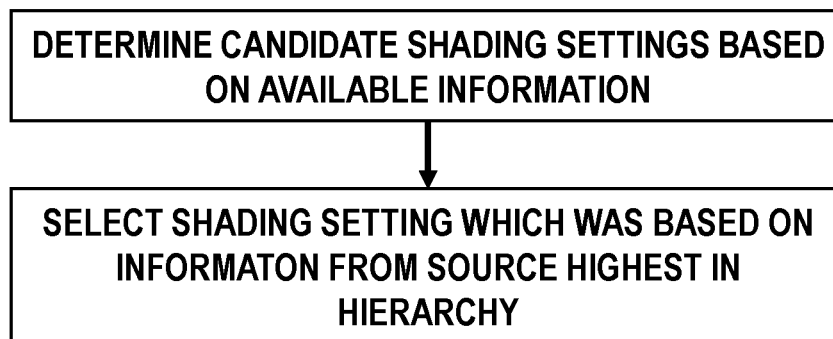 DETERMINE CANDIDATE SHADING SETTINGS BASED
ON AVAILABLE INFORMATION
SELECT SHADING SETTING WHICH WAS BASED ON
INFORMATON FROM SOURCE HIGHEST IN
HIERARCHY